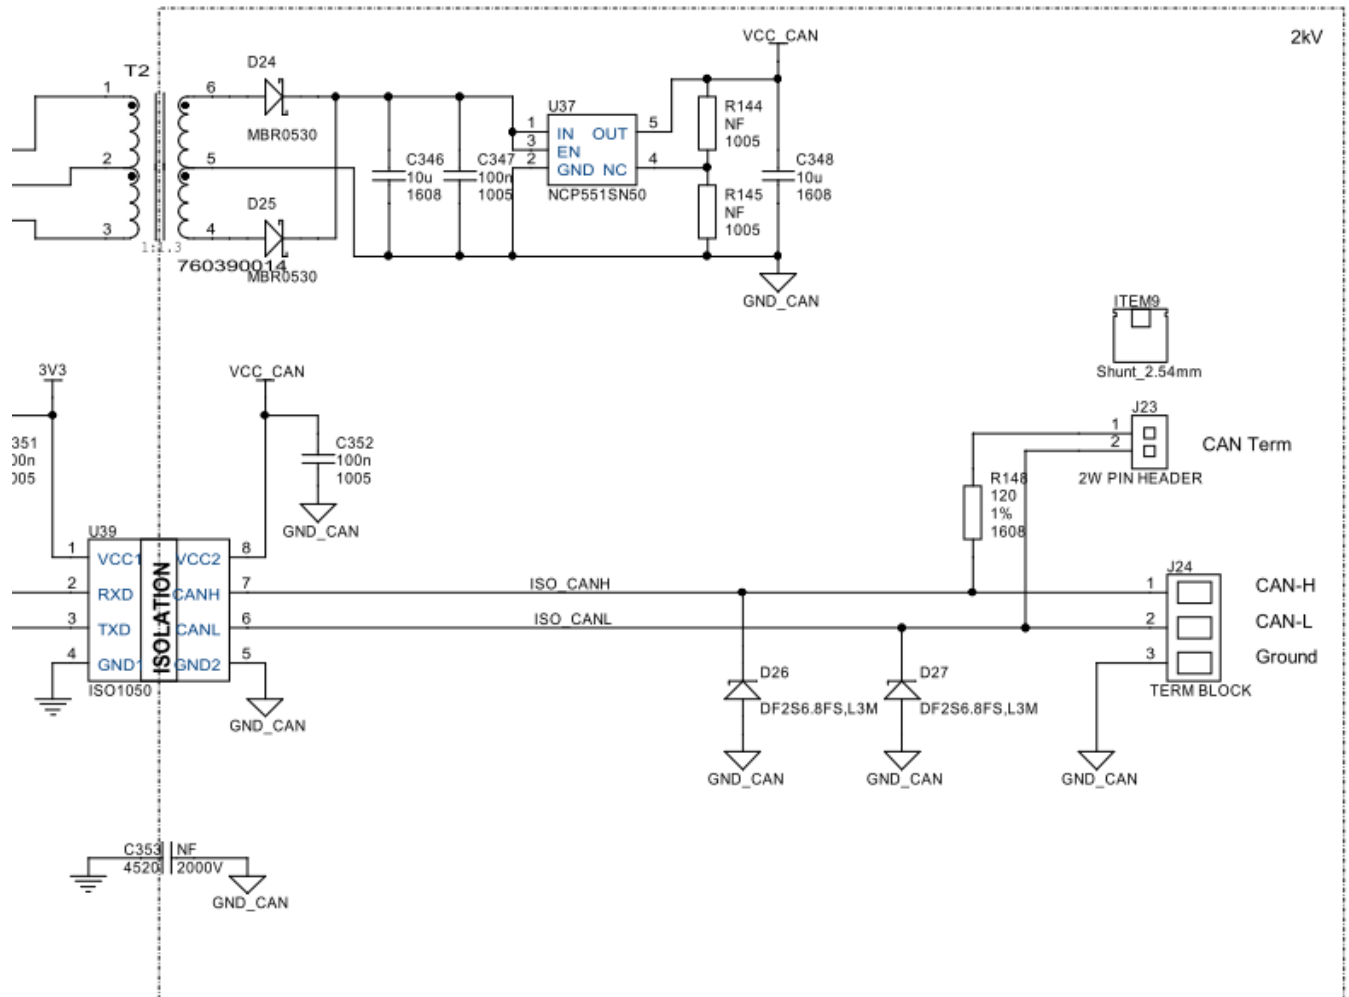 2kV
VCC_CAN
T2
D24
MBR0530
1
2
3
6
5
4
1:1.3
760390014
D25
MBR0530
C346
10u
1608
C347
100n
1005
U37
1
3
2
IN OUT
EN
GND NC
5
4
NCP551SN50
R144
NF
1005
R145
NF
1005
C348
10u
1608
GND_CAN
ITEM9
Shunt_2.54mm
3V3
VCC_CAN
351
00n
005
C352
100n
1005
GND_CAN
J23
1
2
CAN Term
2W PIN HEADER
R148
120
1%
1608
U39
1
2
3
4
VCC1
RXD
TXD
GND1
ISOLATION
VCC2
CANH
CANL
GND2
8
7
6
5
ISO1050
GND_CAN
ISO_CANH
ISO_CANL
J24
1
2
3
CAN-H
CAN-L
Ground
TERM BLOCK
D26
DF2S6.8FS,L3M
GND_CAN
D27
DF2S6.8FS,L3M
GND_CAN
GND_CAN
C353 NF
4520 2000V
GND_CAN